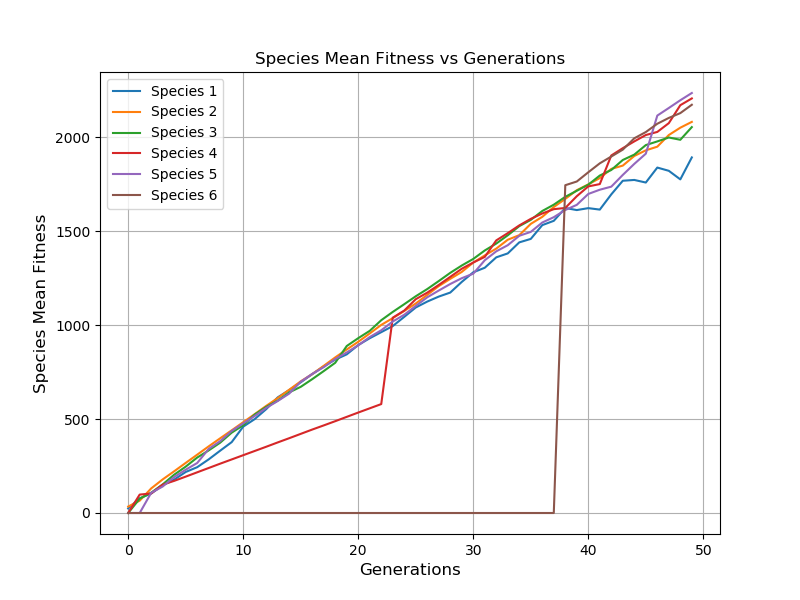 Species Mean Fitness vs Generations
Species 1
Species 2
Species 3
Species 4
Species 5
Species 6
Species Mean Fitness
2000
1500
1000
500
0
0 10 20 30 40 50
Generations